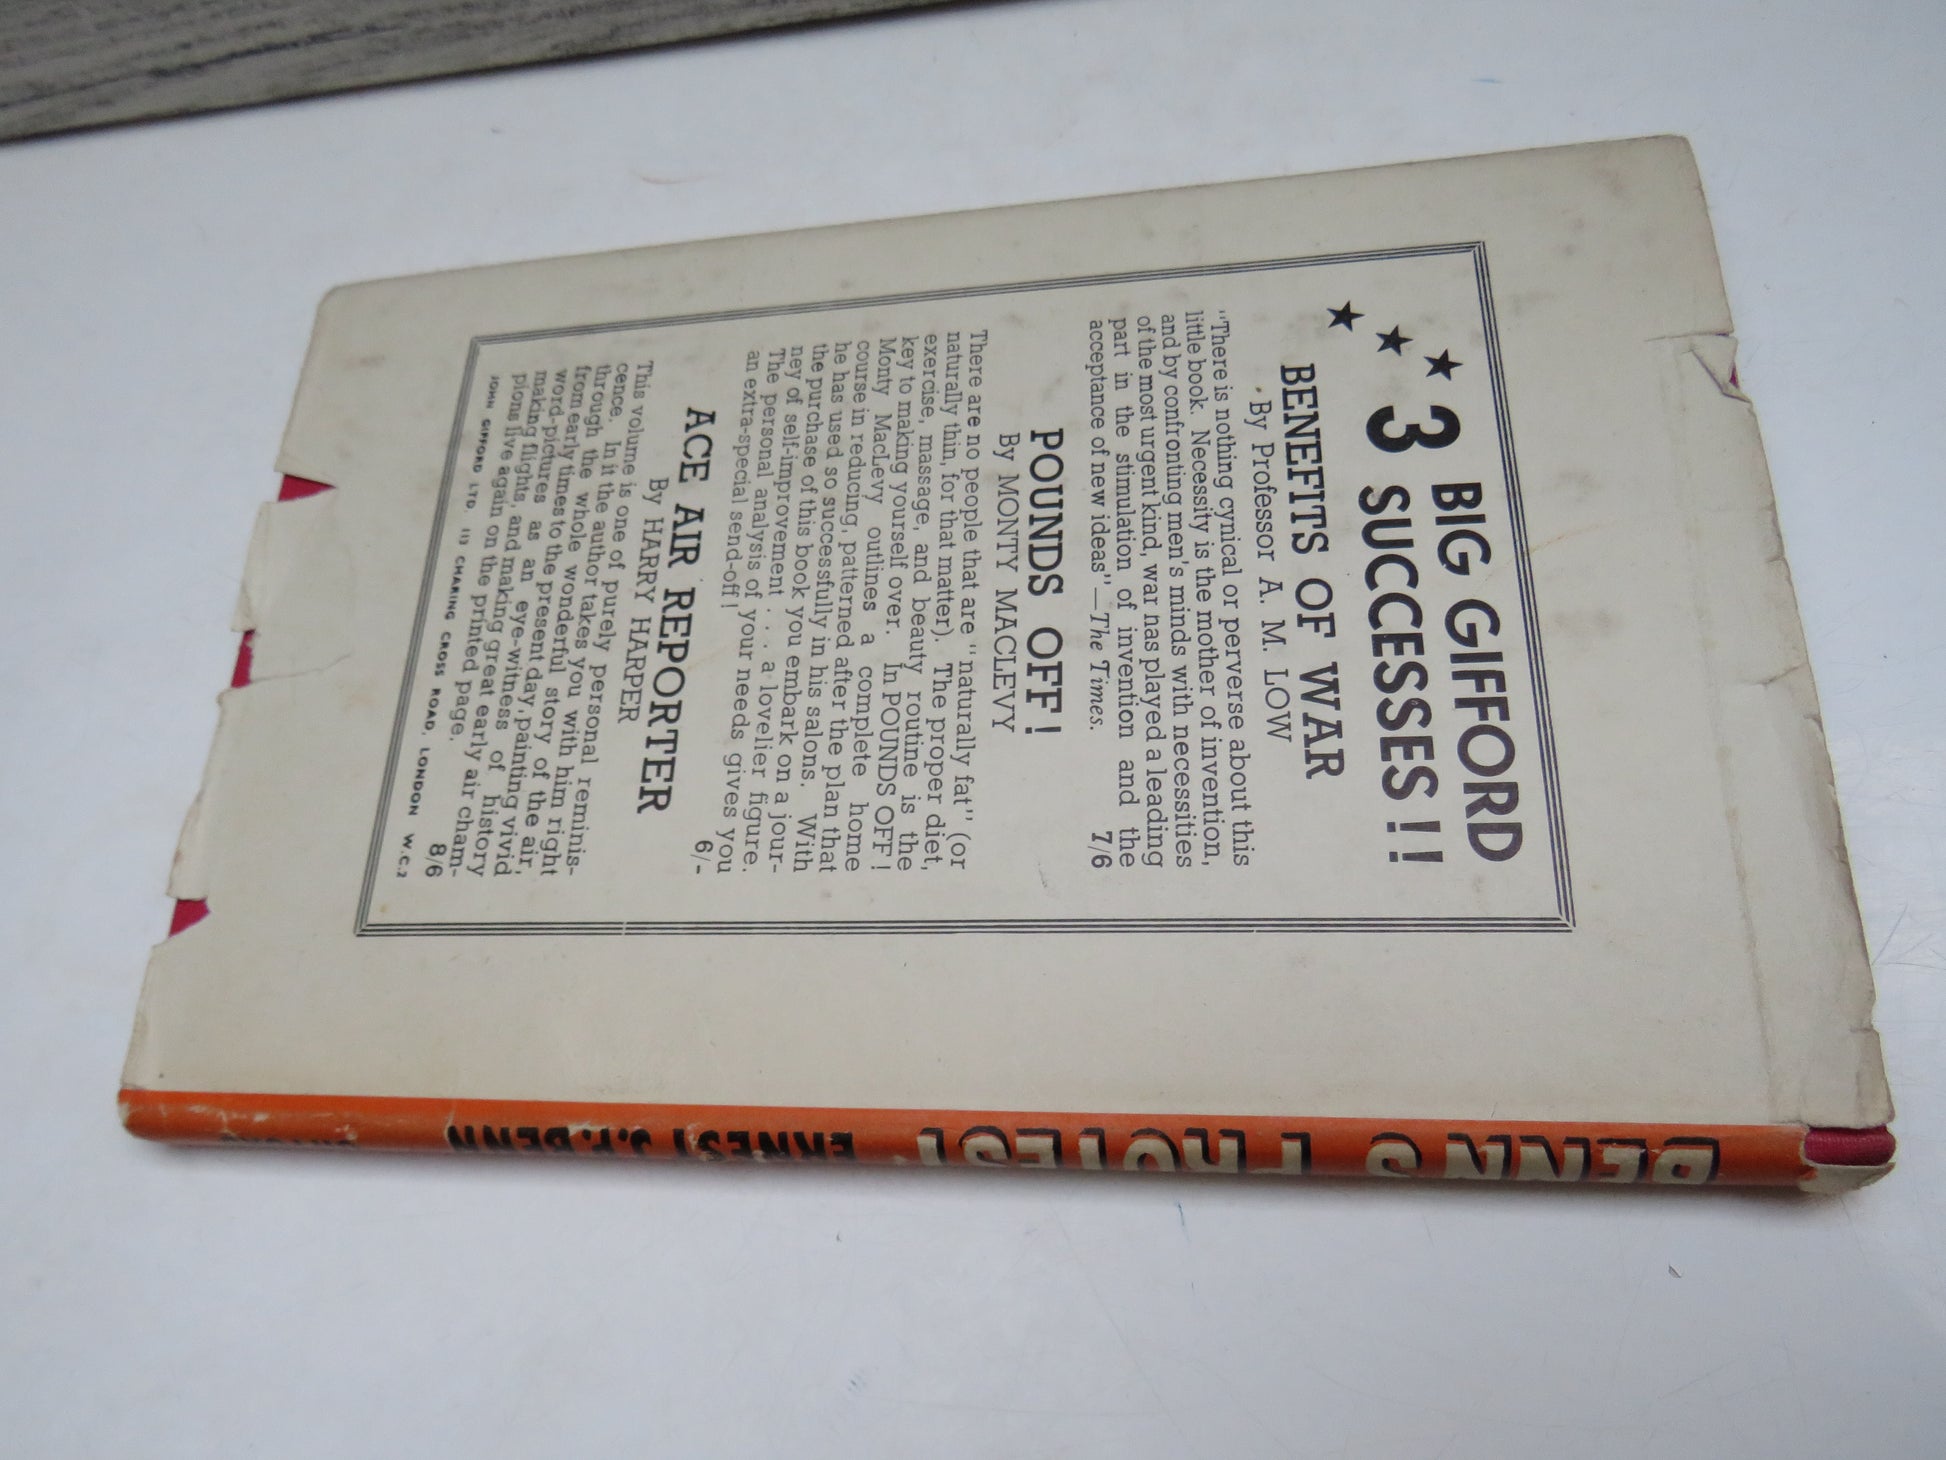 3 BIG GIFFORD
SUCCESSES!!
BENEFITS OF WAR
By Professor A. M. LOW
"There is nothing cynical or perverse about this
little book. Necessity is the mother of invention,
and by confronting men's minds with necessities
of the most urgent kind, war has played a leading
part in the stimulation of invention and the
acceptance of new ideas"—The Times. 7/6
POUNDS OFF!
By MONTY MACLEVY
There are no people that are "naturally fat" (or
naturally thin, for that matter). The proper diet,
exercise, massage, and beauty routine is the
key to making yourself over. In POUNDS OFF!
Monty MacLevy outlines a complete home
course in reducing, patterned after the plan that
he has used so successfully in his salons. With
the purchase of this book you embark on a jour-
ney of self-improvement . . . a lovelier figure.
The personal analysis of your needs gives you
an extra-special send-off! 6/-
ACE AIR REPORTER
By HARRY HARPER
This volume is one of purely personal reminis-
cence. In it the author takes you with him right
through the whole wonderful story of the air,
from early times to the present day, painting vivid
word-pictures as an eye-witness of history
making flights, and making great early air cham-
pions live again on the printed page. 8/6
JOHN GIFFORD LTD. 113 CHARING CROSS ROAD, LONDON W.C.2
BENN'S PROTEST
ERNEST J.P. BENN